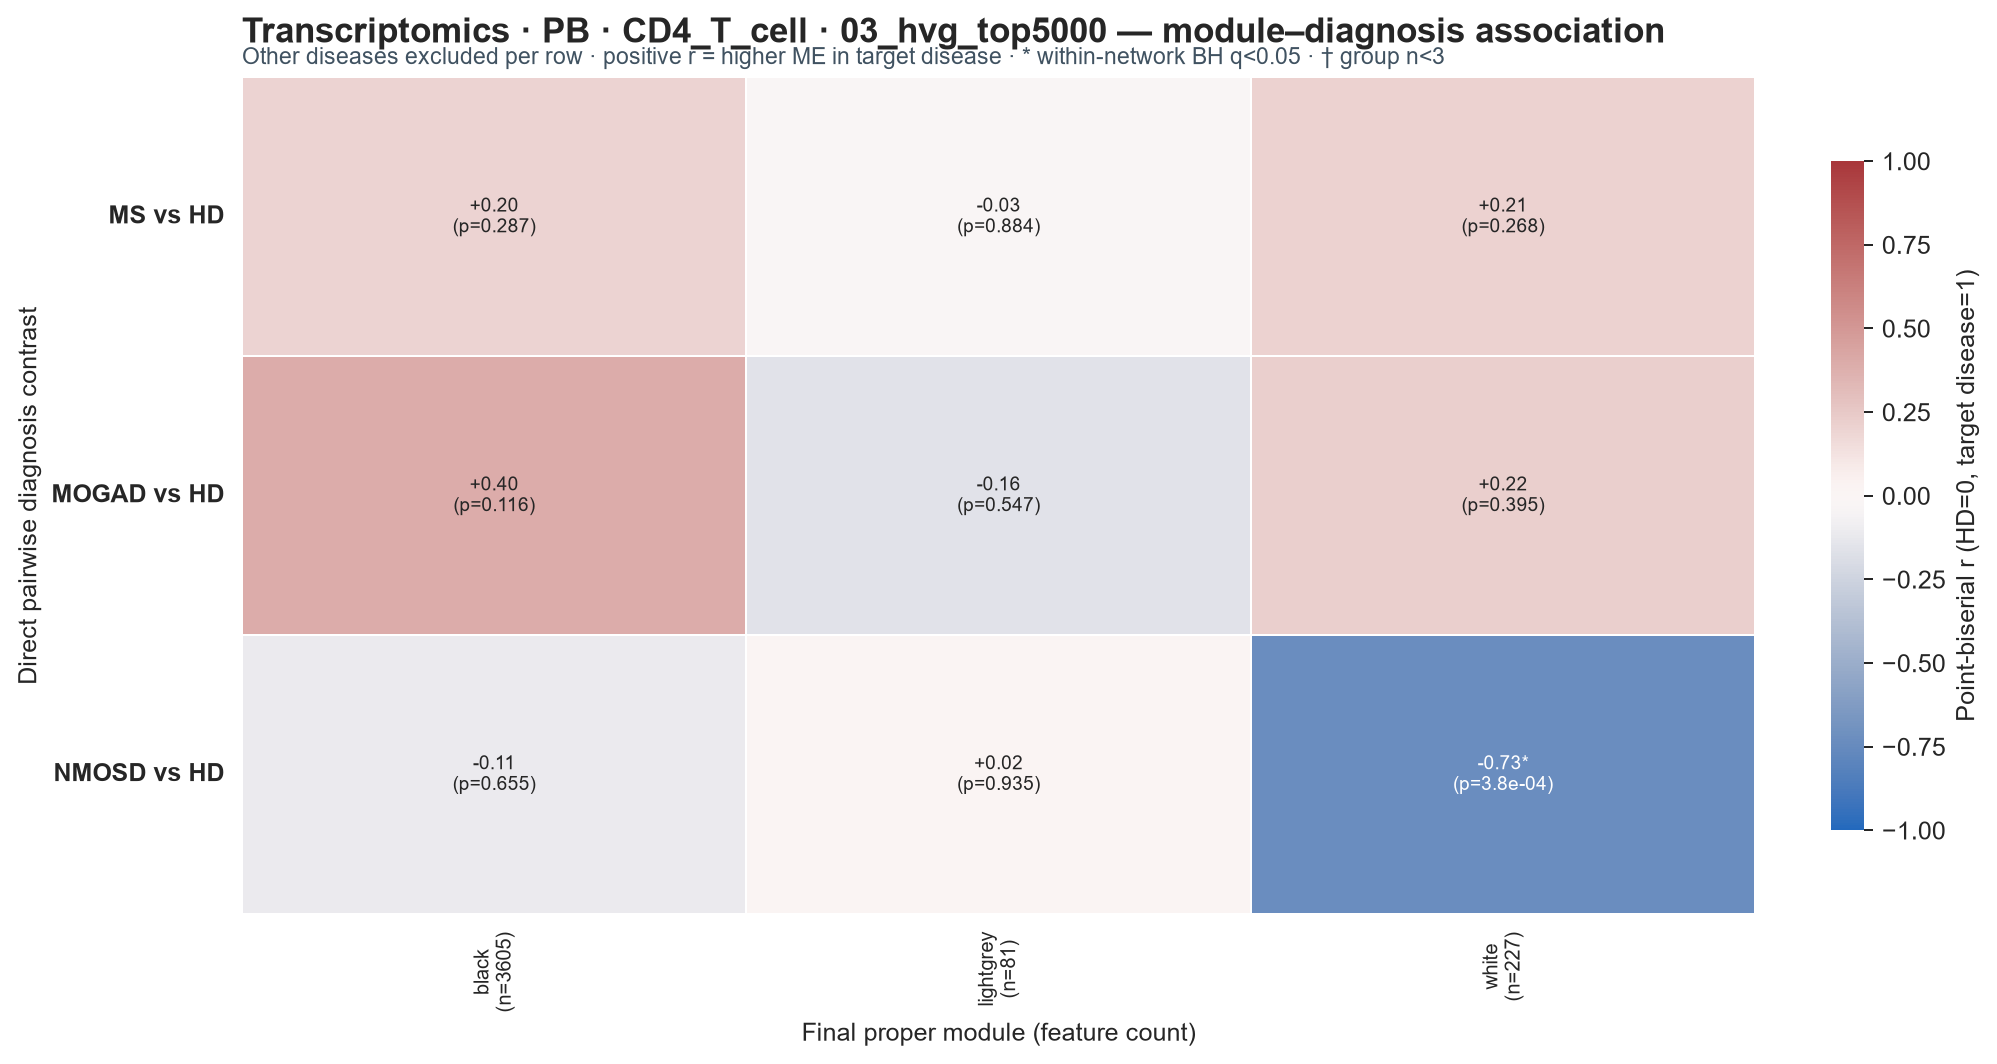 Transcriptomics · PB · CD4_T_cell · 03_hvg_top5000 — module–diagnosis association
Other diseases excluded per row · positive r = higher ME in target disease · * within-network BH q<0.05 · † group n<3
Direct pairwise diagnosis contrast
MS vs HD
+0.20
(p=0.287)
-0.03
(p=0.884)
+0.21
(p=0.268)
MOGAD vs HD
+0.40
(p=0.116)
-0.16
(p=0.547)
+0.22
(p=0.395)
NMOSD vs HD
-0.11
(p=0.655)
+0.02
(p=0.935)
-0.73*
(p=3.8e-04)
black
(n=3605)
lightgrey
(n=81)
white
(n=227)
Final proper module (feature count)
1.00
0.75
0.50
0.25
0.00
−0.25
−0.50
−0.75
−1.00
Point-biserial r (HD=0, target disease=1)